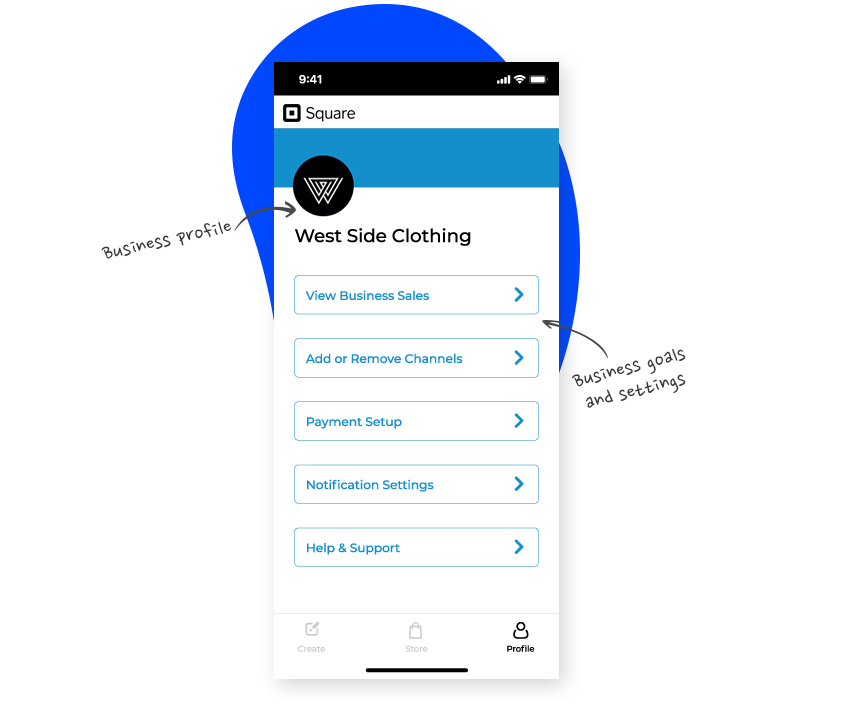 9:41
Square
Business profile
West Side Clothing
View Business Sales
Business goals
and settings
Add or Remove Channels
Payment Setup
Notification Settings
Help & Support
Create
Store
Profile